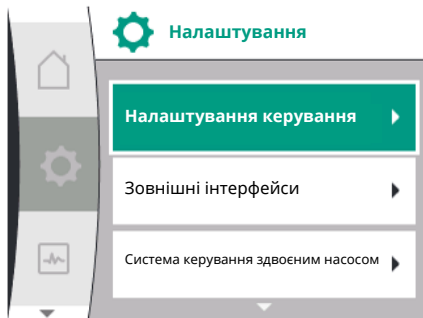 Налаштування
Налаштування керування
Зовнішні інтерфейси
Система керування здвоєним насосом